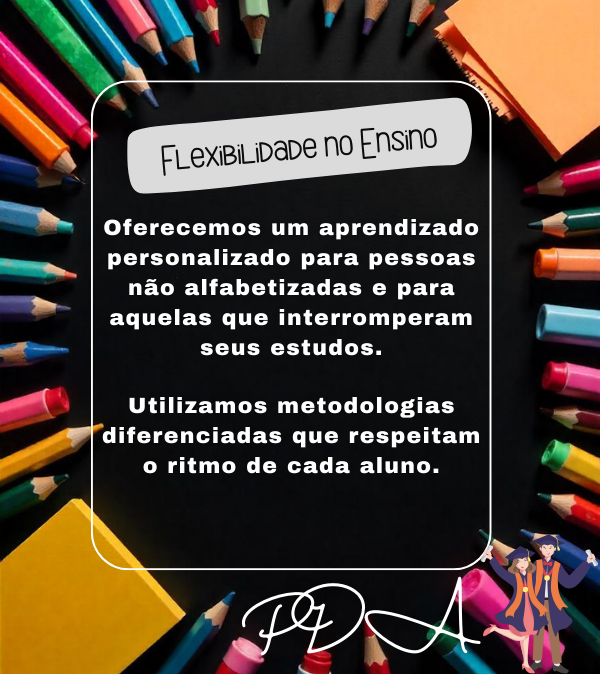 Flexibilidade no Ensino
Oferecemos um aprendizado
personalizado para pessoas
não alfabetizadas e para
aquelas que interromperam
seus estudos.
Utilizamos metodologias
diferenciadas que respeitam
o ritmo de cada aluno.
PDA